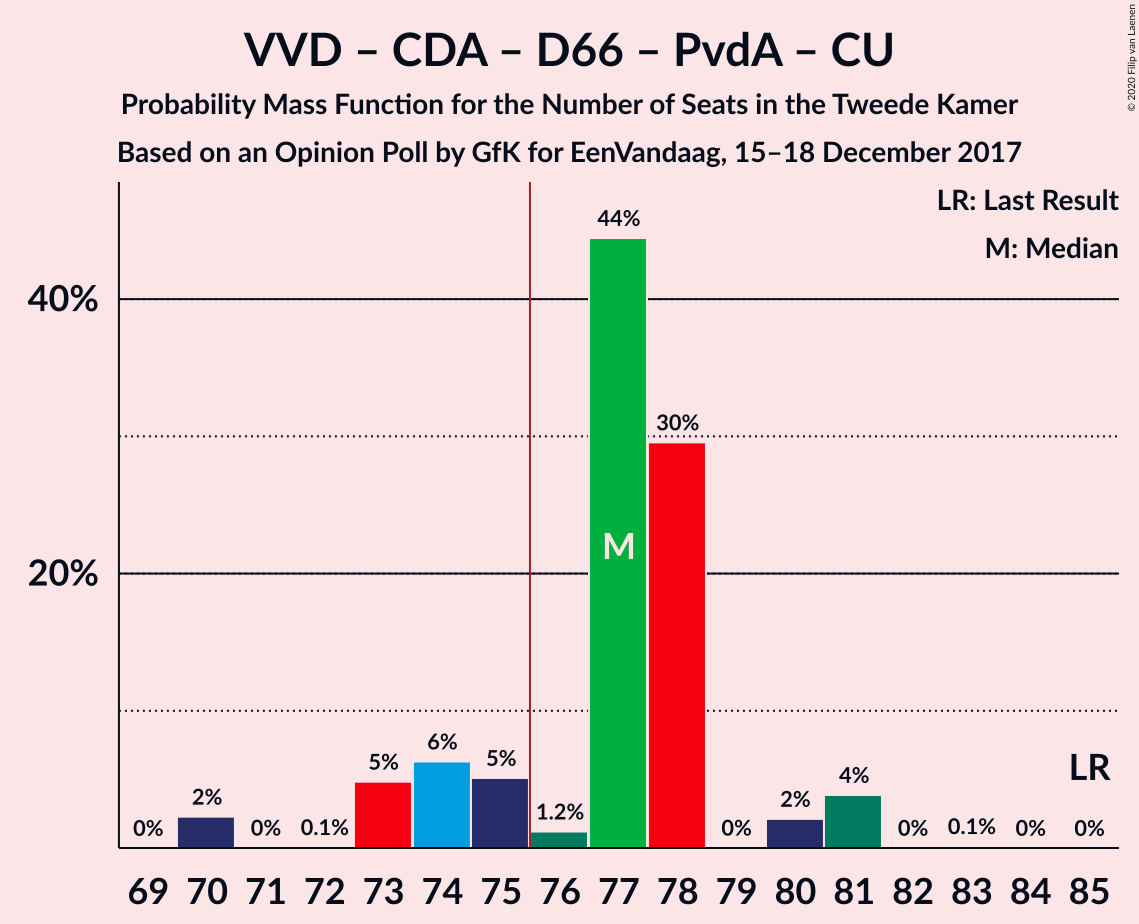 VVD – CDA – D66 – PvdA – CU
Probability Mass Function for the Number of Seats in the Tweede Kamer
Based on an Opinion Poll by GfK for EenVandaag, 15–18 December 2017
© 2020 Filip van Laenen
LR: Last Result
M: Median
40%
20%
0%
2%
0%
0.1%
5%
6%
5%
1.2%
44%
30%
0%
2%
4%
0%
0.1%
0%
0%
M
LR
69 70 71 72 73 74 75 76 77 78 79 80 81 82 83 84 85